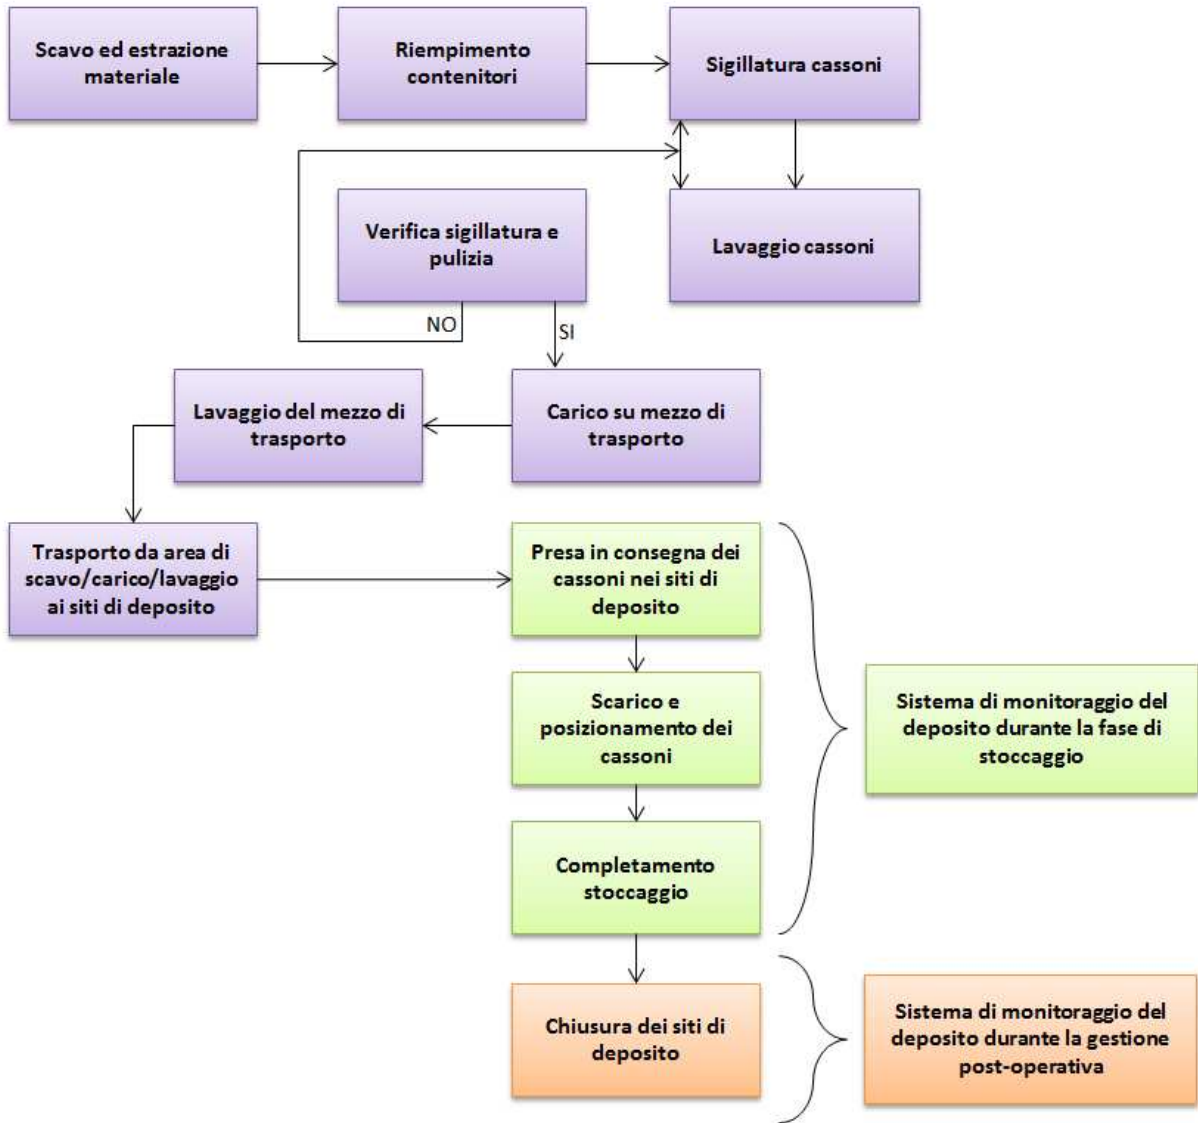 Scavo ed estrazione
materiale
Riempimento
contenitori
Sigillatura cassoni
Verifica sigillatura e
pulizia
Lavaggio cassoni
NO
SI
Lavaggio del mezzo di
trasporto
Carico su mezzo di
trasporto
Trasporto da area di
scavo/carico/lavaggio
ai siti di deposito
Presa in consegna dei
cassoni nei siti di
deposito
Scarico e
posizionamento dei
cassoni
Sistema di monitoraggio del
deposito durante la fase di
stoccaggio
Completamento
stoccaggio
Chiusura dei siti di
deposito
Sistema di monitoraggio del
deposito durante la gestione
post-operativa